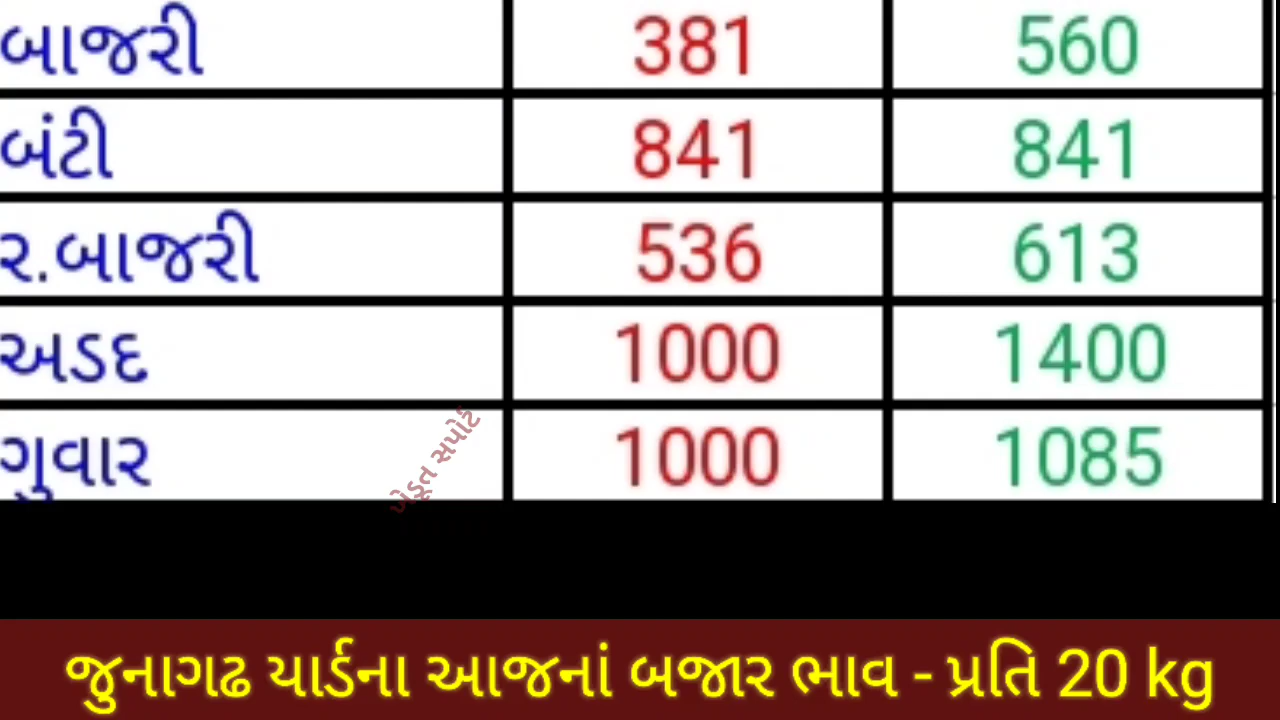 બાજરી 381 560
બંટી 841 841
ર.બાજરી 536 613
અડદ 1000 1400
ગુવાર 1000 1085
ખેડૂત સપોર્ટ
જુનાગઢ યાર્ડના આજનાં બજાર ભાવ - પ્રતિ 20 kg